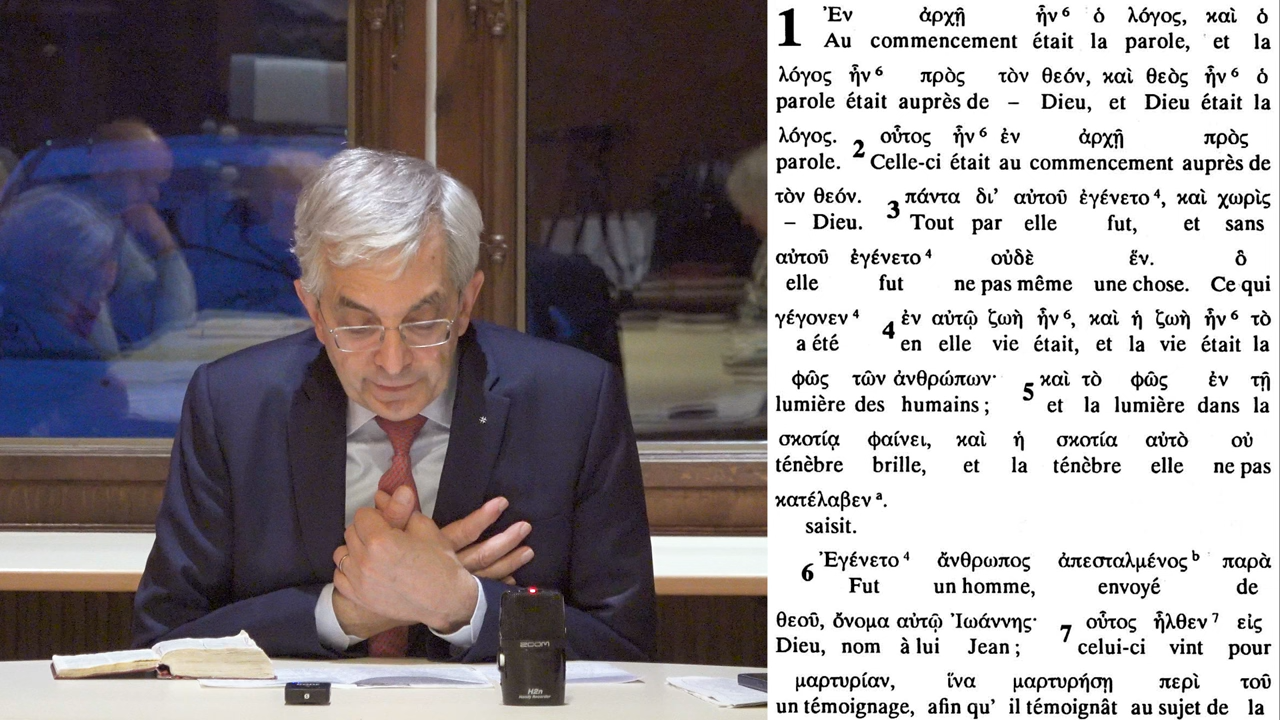 1 Ἐν ἀρχῇ ἦν⁶ ὁ λόγος, καὶ ὁ
Au commencement était la parole, et la
λόγος ἦν⁶ πρὸς τὸν θεόν, καὶ θεὸς ἦν⁶ ὁ
parole était auprès de – Dieu, et Dieu était la
λόγος. 2 οὗτος ἦν⁶ ἐν ἀρχῇ πρὸς
parole. Celle-ci était au commencement auprès de
τὸν θεόν. 3 πάντα δι’ αὐτοῦ ἐγένετο⁴, καὶ χωρὶς
– Dieu. Tout par elle fut, et sans
αὐτοῦ ἐγένετο⁴ οὐδὲ ἕν. ὃ
elle fut ne pas même une chose. Ce qui
γέγονεν⁴ 4 ἐν αὐτῷ ζωὴ ἦν⁶, καὶ ἡ ζωὴ ἦν⁶ τὸ
a été en elle vie était, et la vie était la
φῶς τῶν ἀνθρώπων· 5 καὶ τὸ φῶς ἐν τῇ
lumière des humains ; et la lumière dans la
σκοτίᾳ φαίνει, καὶ ἡ σκοτία αὐτὸ οὐ
ténèbre brille, et la ténèbre elle ne pas
κατέλαβενᵃ.
saisit.
6 Ἐγένετο⁴ ἄνθρωπος ἀπεσταλμένοςᵇ παρὰ
Fut un homme, envoyé de
θεοῦ, ὄνομα αὐτῷ Ἰωάννης· 7 οὗτος ἦλθεν⁷ εἰς
Dieu, nom à lui Jean ; celui-ci vint pour
μαρτυρίαν, ἵνα μαρτυρήσῃ περὶ τοῦ
un témoignage, afin qu’ il témoignât au sujet de la
zoom
H2n
Handy Recorder